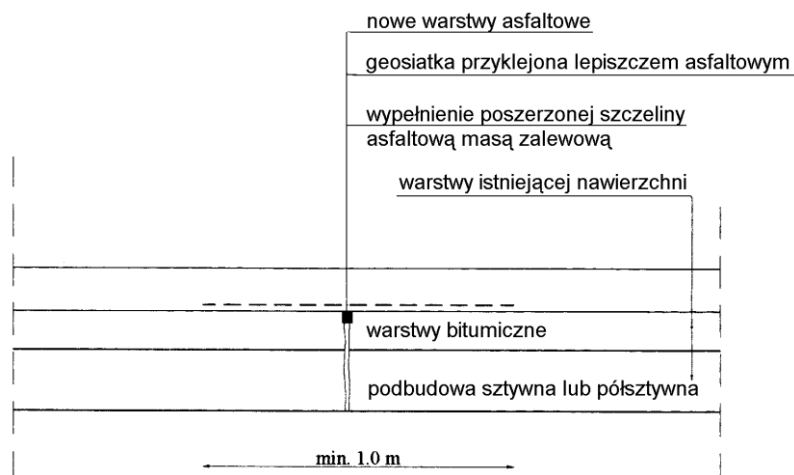 nowe warstwy asfaltowe
geosiatka przyklejona lepiszczem asfaltowym
wypełnienie poszerzonej szczeliny
asfaltową masą zalewową
warstwy istniejącej nawierzchni
warstwy bitumiczne
podbudowa sztywna lub półsztywna
min. 1.0 m